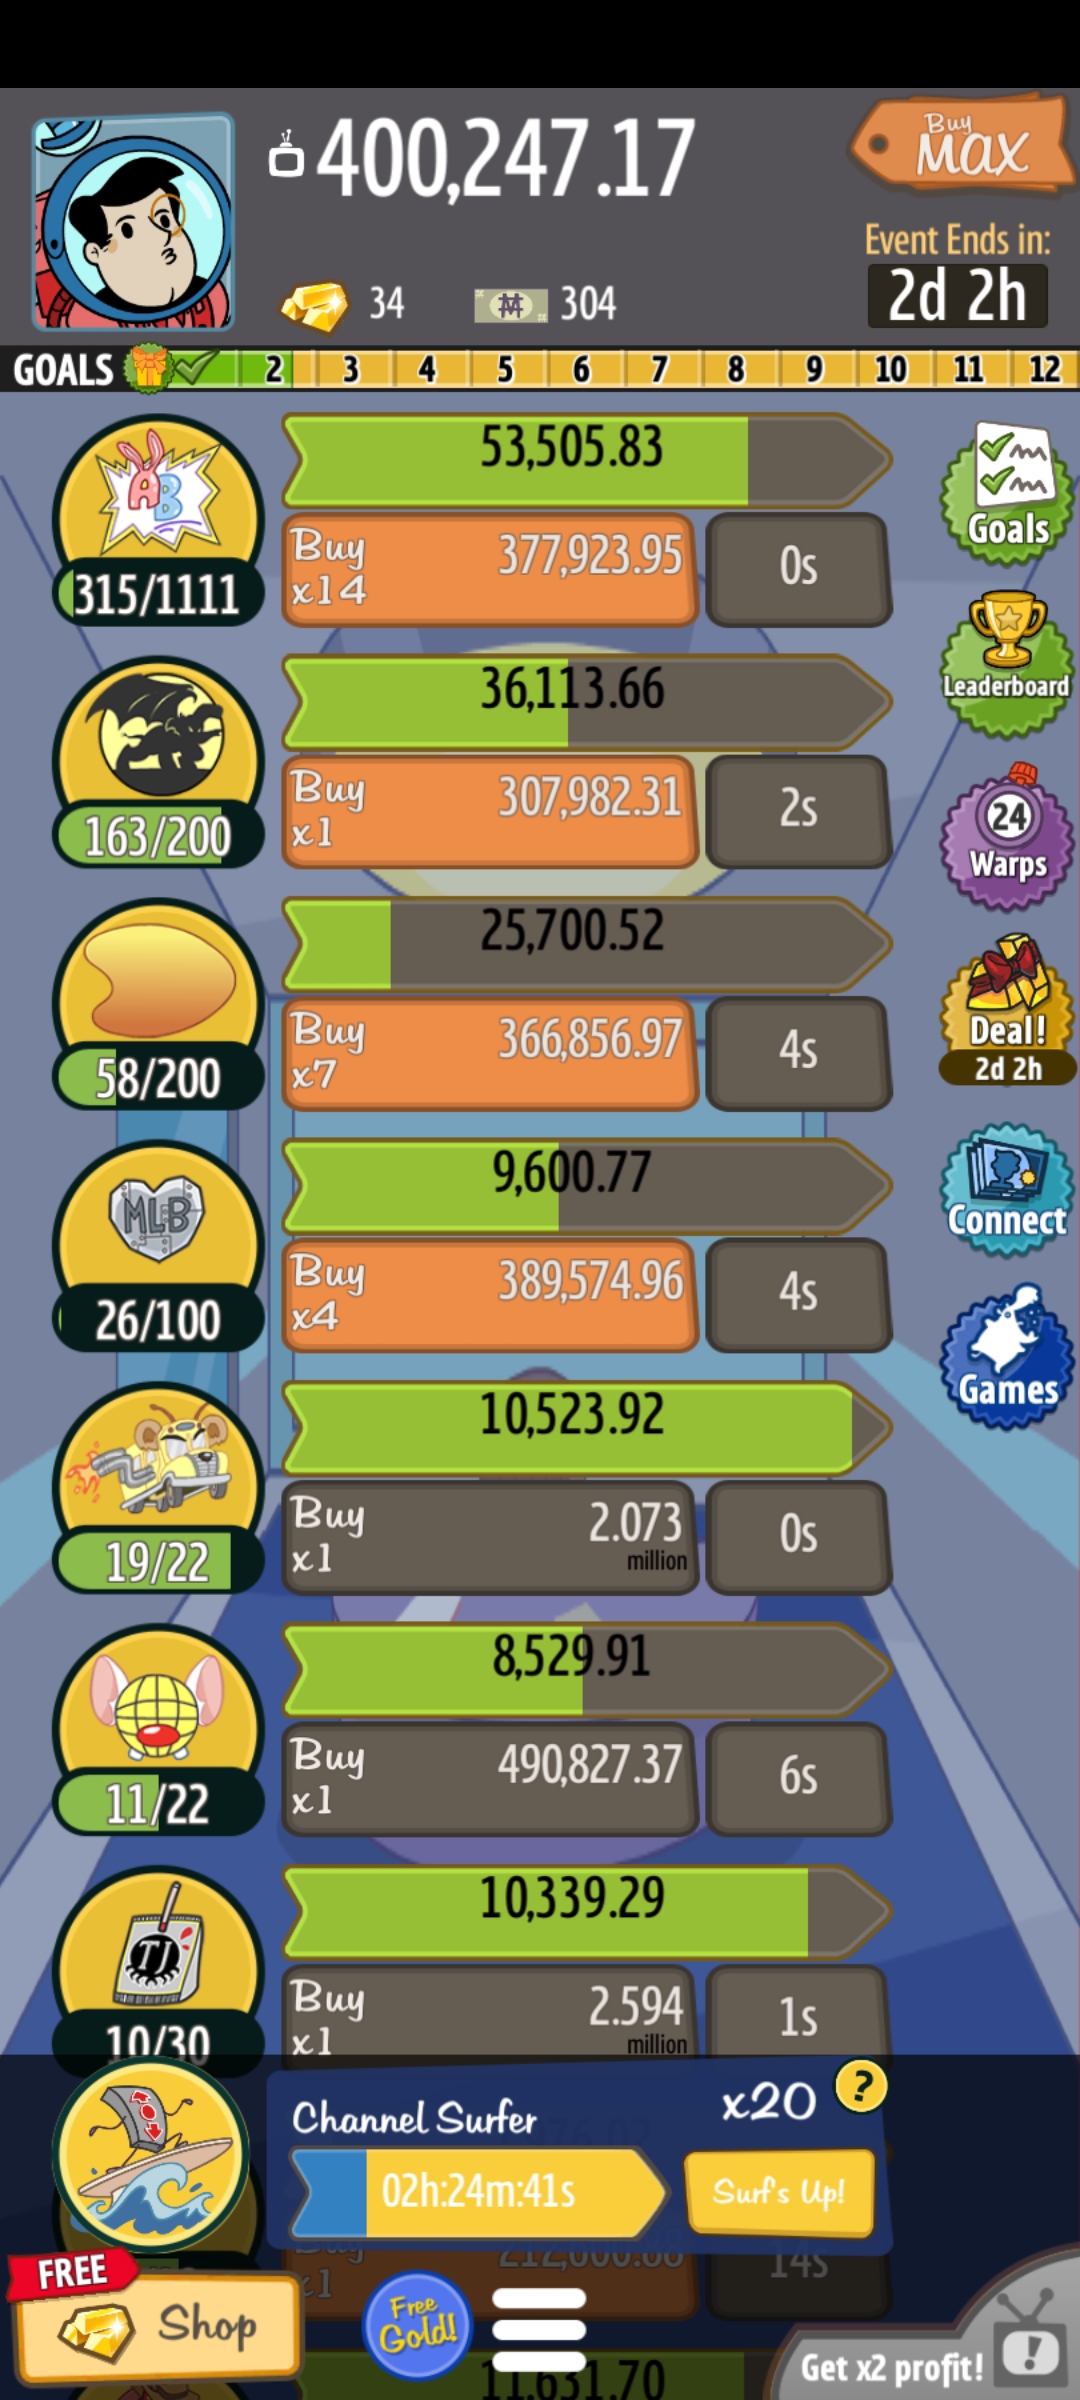 400,247.17
Buy
MAX
34
304
Event Ends in:
2d 2h
GOALS 2 3 4 5 6 7 8 9 10 11 12
AB
53,505.83
315/1111
Buy
x14
377,923.95
0s
Goals
36,113.66
163/200
Buy
x1
307,982.31
2s
Leaderboard
24
Warps
25,700.52
58/200
Buy
x7
366,856.97
4s
Deal!
2d 2h
MLB
9,600.77
26/100
Buy
x4
389,574.96
4s
Connect
10,523.92
19/22
Buy
x1
2.073
million
0s
Games
8,529.91
11/22
Buy
x1
490,827.37
6s
TJ
10,339.29
10/30
Buy
x1
2.594
million
1s
Channel Surfer
x20
?
02h:24m:41s
Surf's Up!
Buy
x1
212,600.88
14s
FREE
Shop
Free
Gold!
Get x2 profit!
11,631.70